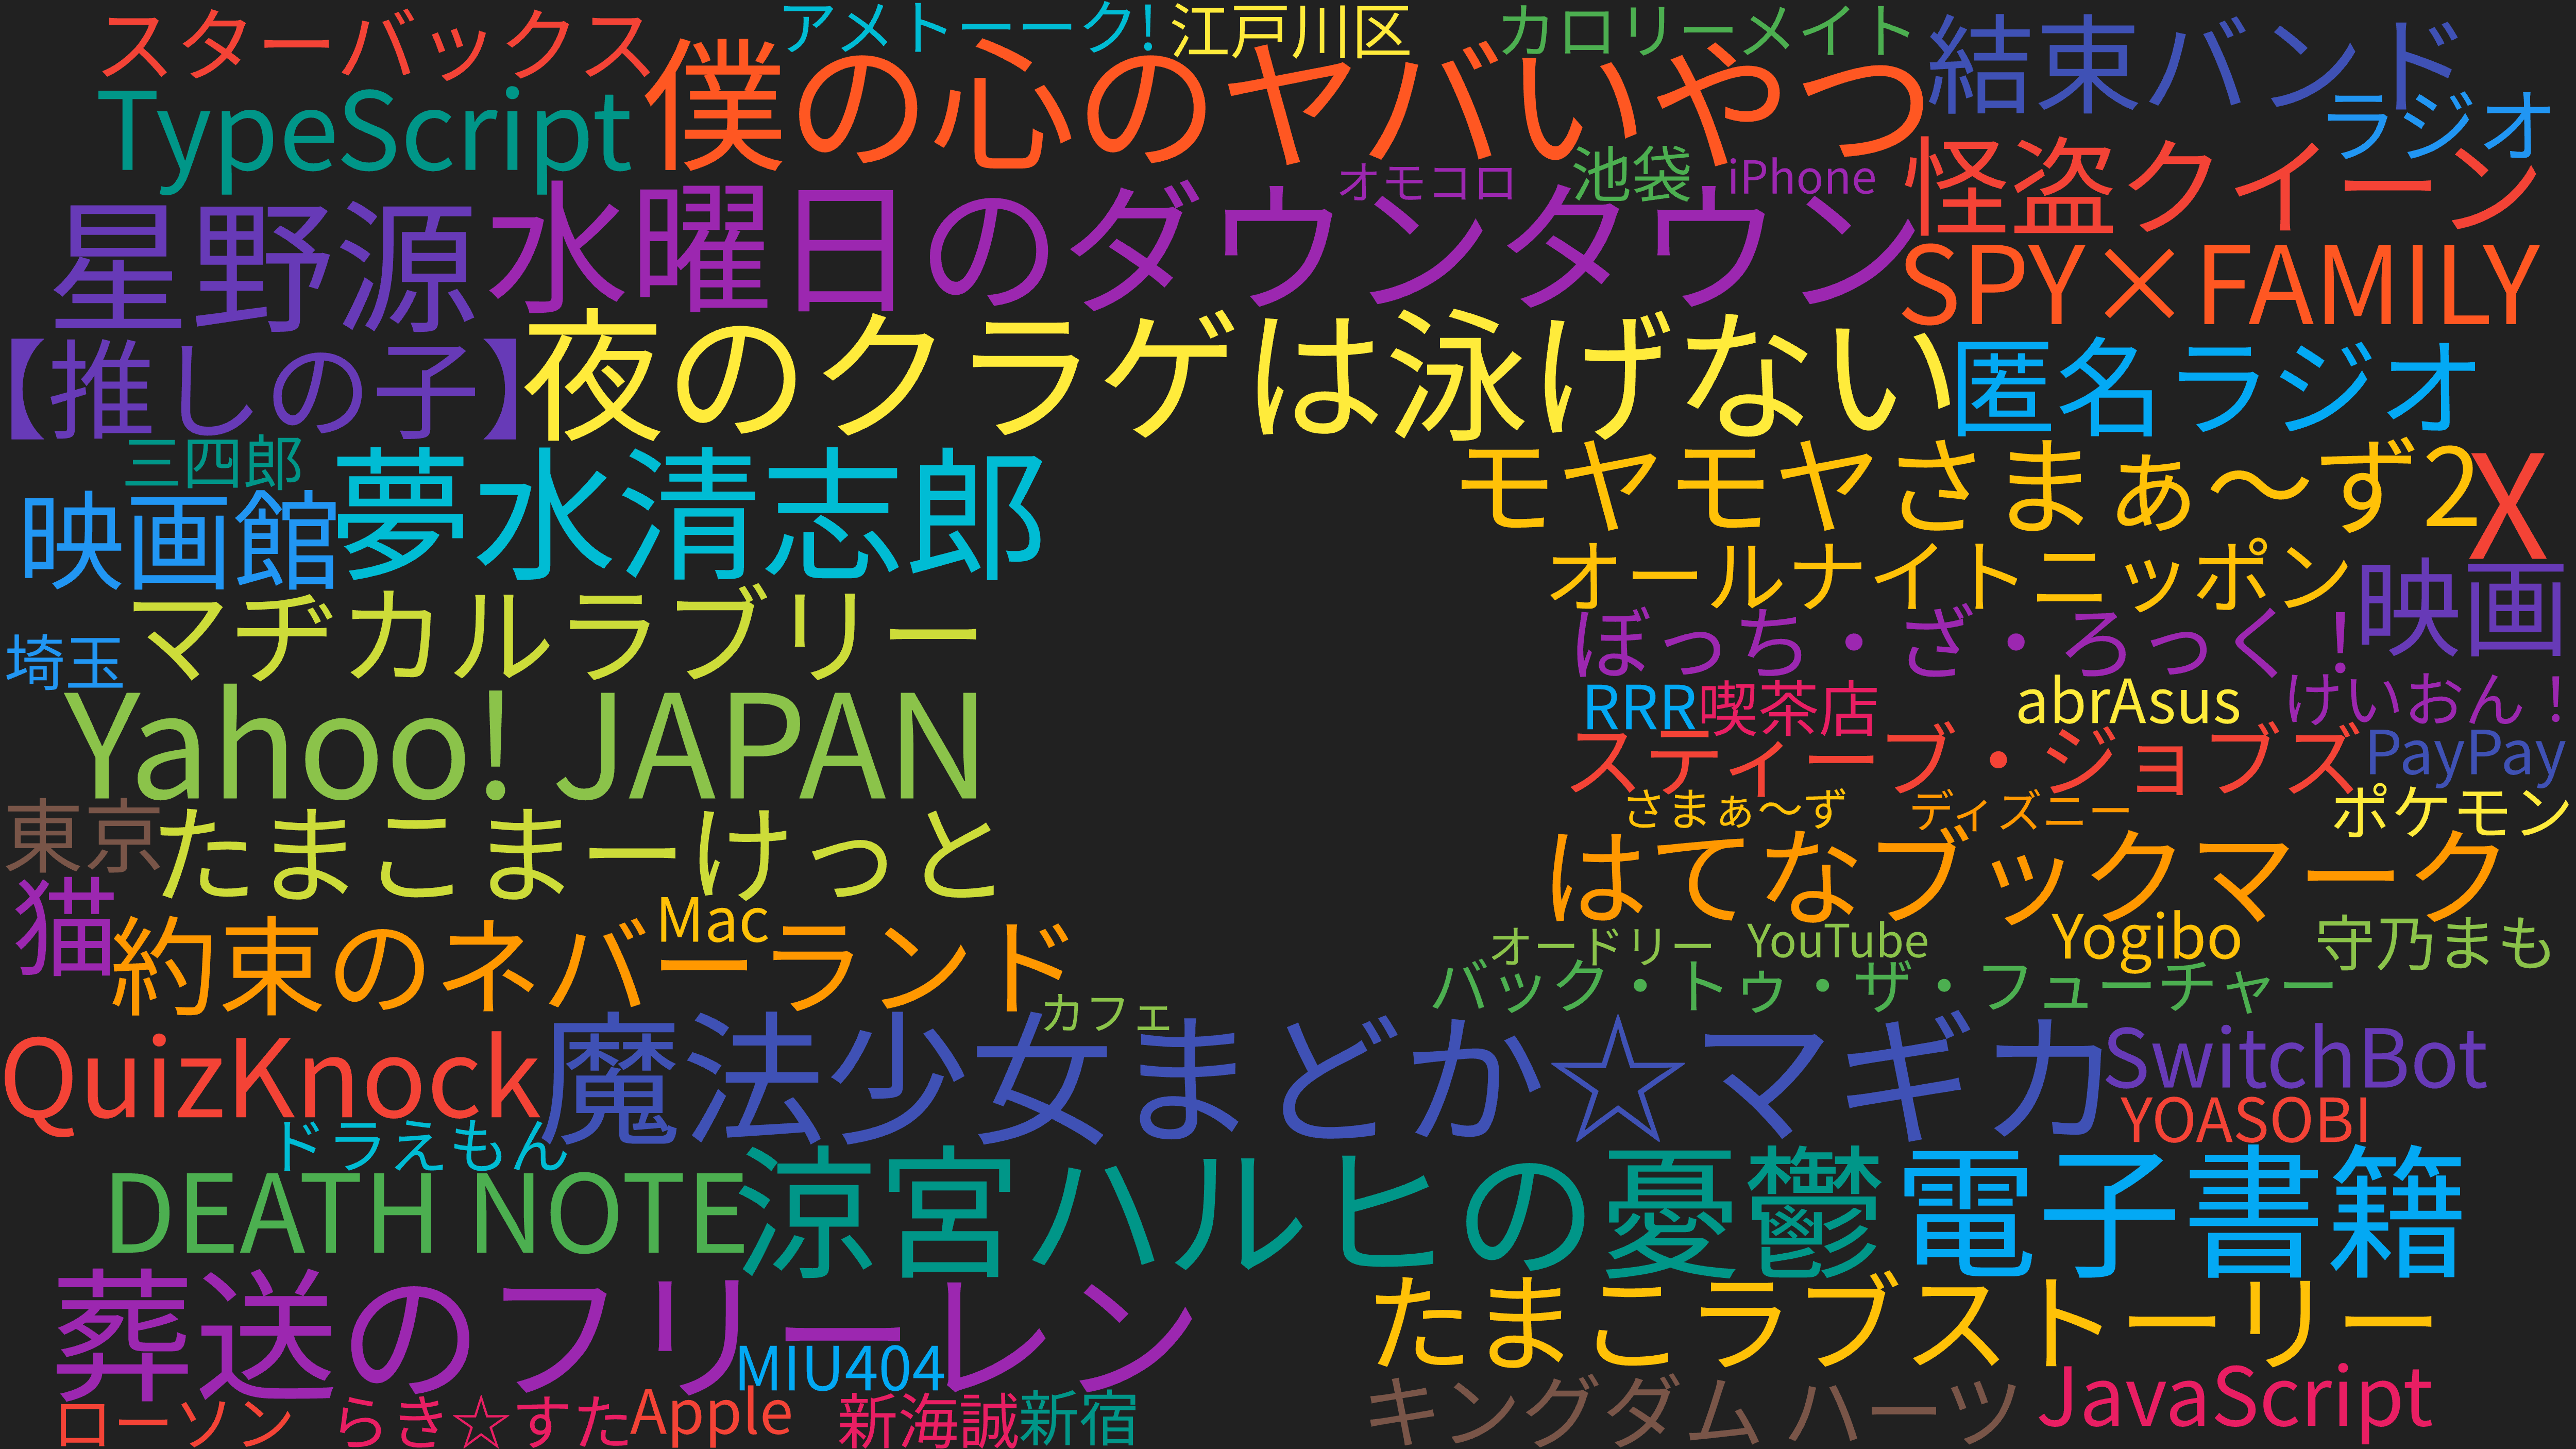 スターバックス
アメトーーク!
江戸川区
カロリーメイト
結束バンド
TypeScript
僕の心のヤバいやつ
ラジオ
オモコロ
池袋
iPhone
怪盗クイーン
星野源
水曜日のダウンタウン
SPY×FAMILY
【推しの子】
夜のクラゲは泳げない
匿名ラジオ
三四郎
夢水清志郎
モヤモヤさまぁ〜ず2
X
映画館
オールナイトニッポン
映画
マヂカルラブリー
ぼっち・ざ・ろっく!
埼玉
RRR
喫茶店
abrAsus
けいおん!
Yahoo! JAPAN
スティーブ・ジョブズ
PayPay
東京
たまこまーけっと
さまぁ〜ず
ディズニー
ポケモン
はてなブックマーク
猫
Mac
約束のネバーランド
オードリー
YouTube
Yogibo
守乃まも
カフェ
バック・トゥ・ザ・フューチャー
QuizKnock
魔法少女まどか☆マギカ
SwitchBot
YOASOBI
ドラえもん
DEATH NOTE
涼宮ハルヒの憂鬱
電子書籍
葬送のフリーレン
たまこラブストーリー
MIU404
ローソン
らき☆すた
Apple
新海誠
新宿
キングダム ハーツ
JavaScript